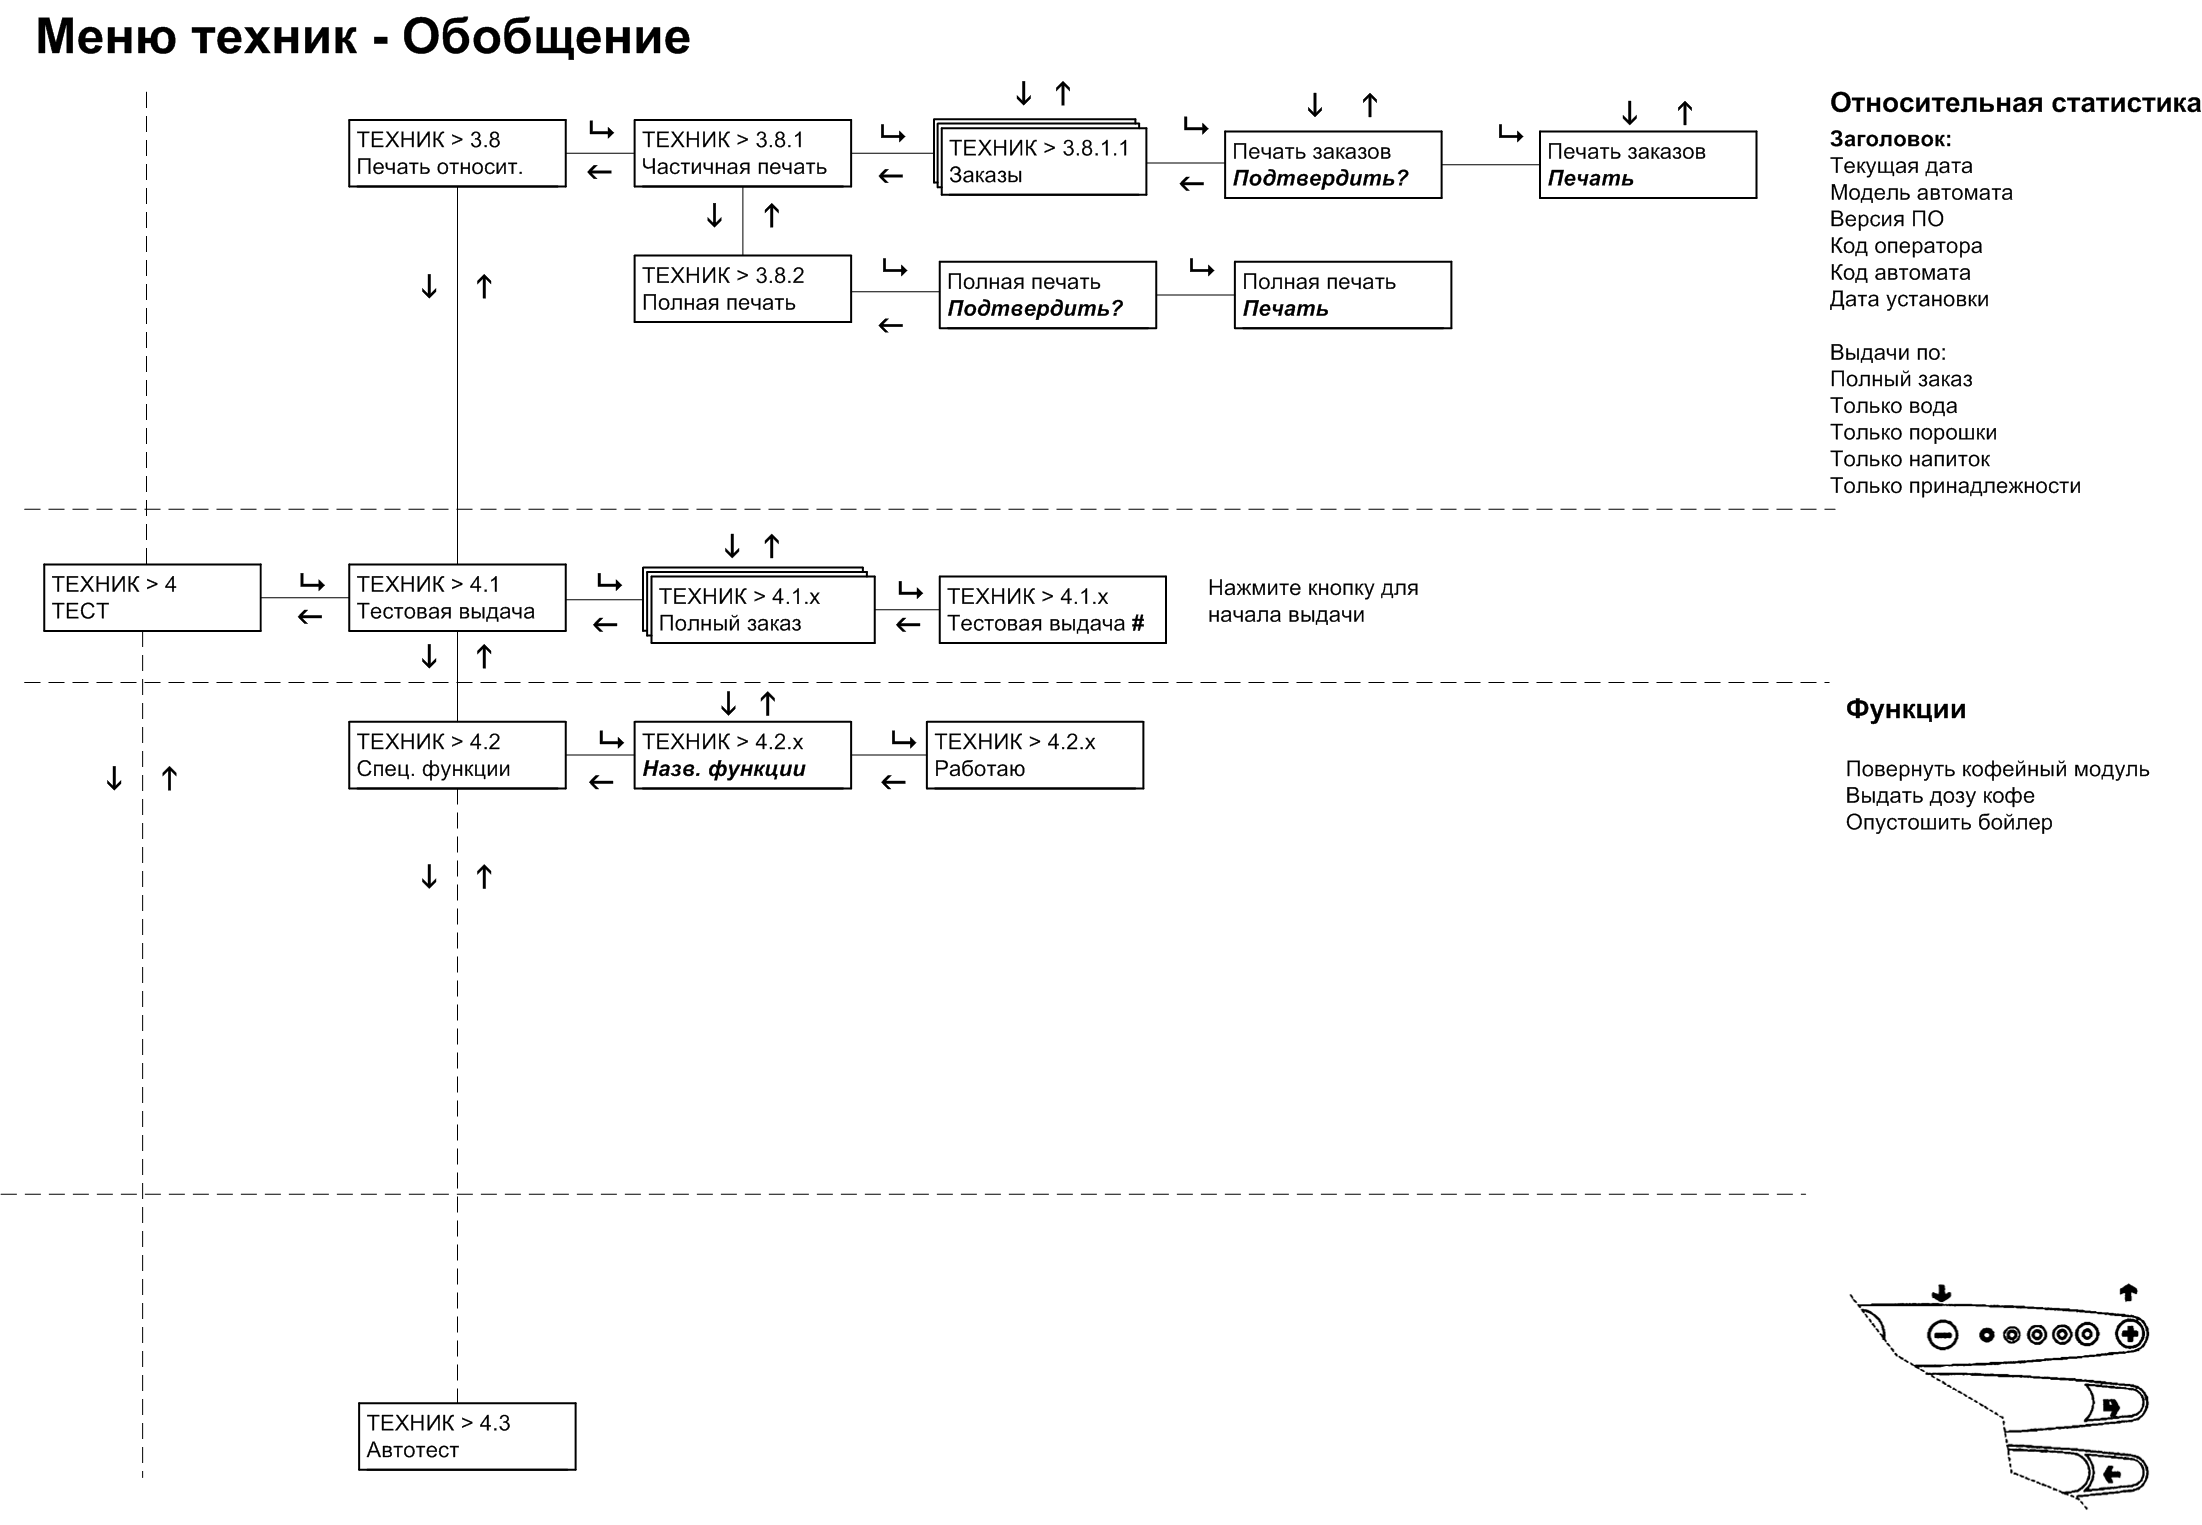 Меню техник - Обобщение
ТЕХНИК > 3.8
Печать относит.
ТЕХНИК > 3.8.1
Частичная печать
ТЕХНИК > 3.8.1.1
Заказы
Печать заказов
Подтвердить?
Печать заказов
Печать
ТЕХНИК > 3.8.2
Полная печать
Полная печать
Подтвердить?
Полная печать
Печать
Относительная статистика
Заголовок:
Текущая дата
Модель автомата
Версия ПО
Код оператора
Код автомата
Дата установки
Выдачи по:
Полный заказ
Только вода
Только порошки
Только напиток
Только принадлежности
ТЕХНИК > 4
ТЕСТ
ТЕХНИК > 4.1
Тестовая выдача
ТЕХНИК > 4.1.x
Полный заказ
ТЕХНИК > 4.1.x
Тестовая выдача #
Нажмите кнопку для
начала выдачи
ТЕХНИК > 4.2
Спец. функции
ТЕХНИК > 4.2.x
Назв. функции
ТЕХНИК > 4.2.x
Работаю
Функции
Повернуть кофейный модуль
Выдать дозу кофе
Опустошить бойлер
ТЕХНИК > 4.3
Автотест